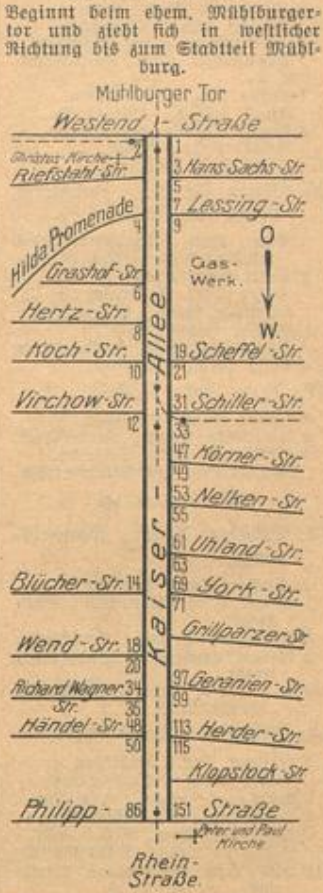 Beginnt beim ehem. Mühlburger-
tor und zieht sich in westlicher
Richtung bis zum Stadtteil Mühl-
burg.
Muhlburger Tor
Westend - Straße
1
Christus-Kirche
2
3 Hans Sachs-Str.
Riefstahl-Str.
5
7 Lessing-Str.
Hilda Promenade
4
9
O
Gas-
Werk.
W.
Grashof-Str.
6
Hertz-Str.
8
Koch-Str.
19 Scheffel-Str.
10
21
Virchow-Str.
31 Schiller-Str.
12
33
47 Körner-Str.
49
53 Nelken-Str.
55
61 Uhland-Str.
63
Kaiser - Allee
Blücher-Str. 14
69 York-Str.
71
Grillparzer-Str.
Wend-Str. 18
20
Richard Wagner 34
Str.
35
97 Geranien-Str.
99
Händel-Str. 48
113 Herder-Str.
50
115
Klopstock-Str.
Philipp- 86
151 Straße
Peter und Paul
Kirche
Rhein-
Straße.